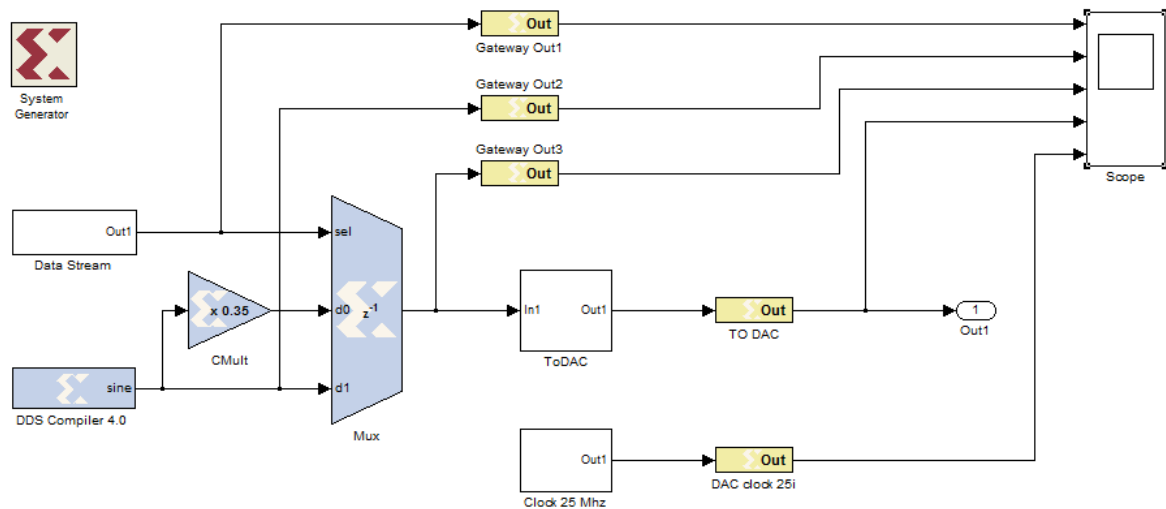 Out
Gateway Out1
System
Generator
Gateway Out2
Out
Gateway Out3
Out
Scope
Out1
Data Stream
sel
x 0.35
d0
z-1
CMult
In1
Out1
ToDAC
Out
TO DAC
1
Out1
sine
DDS Compiler 4.0
d1
Mux
Out1
Clock 25 Mhz
Out
DAC clock 25i